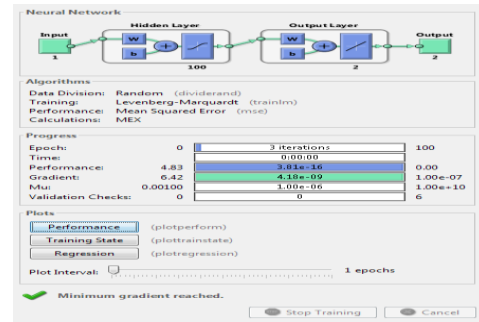 Neural Network
Hidden Layer
Output Layer
Input
Output
W
W
b
b
1
100
2
2
Algorithms
Data Division: Random (dividerand)
Training: Levenberg-Marquardt (trainlm)
Performance: Mean Squared Error (mse)
Calculations: MEX
Progress
Epoch: 0 3 iterations 100
Time: 0:00:00
Performance: 4.83 3.81e-16 0.00
Gradient: 6.42 4.18e-09 1.00e-07
Mu: 0.00100 1.00e-06 1.00e+10
Validation Checks: 0 0 6
Plots
Performance (plotperform)
Training State (plottrainstate)
Regression (plotregression)
Plot Interval: 1 epochs
Minimum gradient reached.
Stop Training Cancel